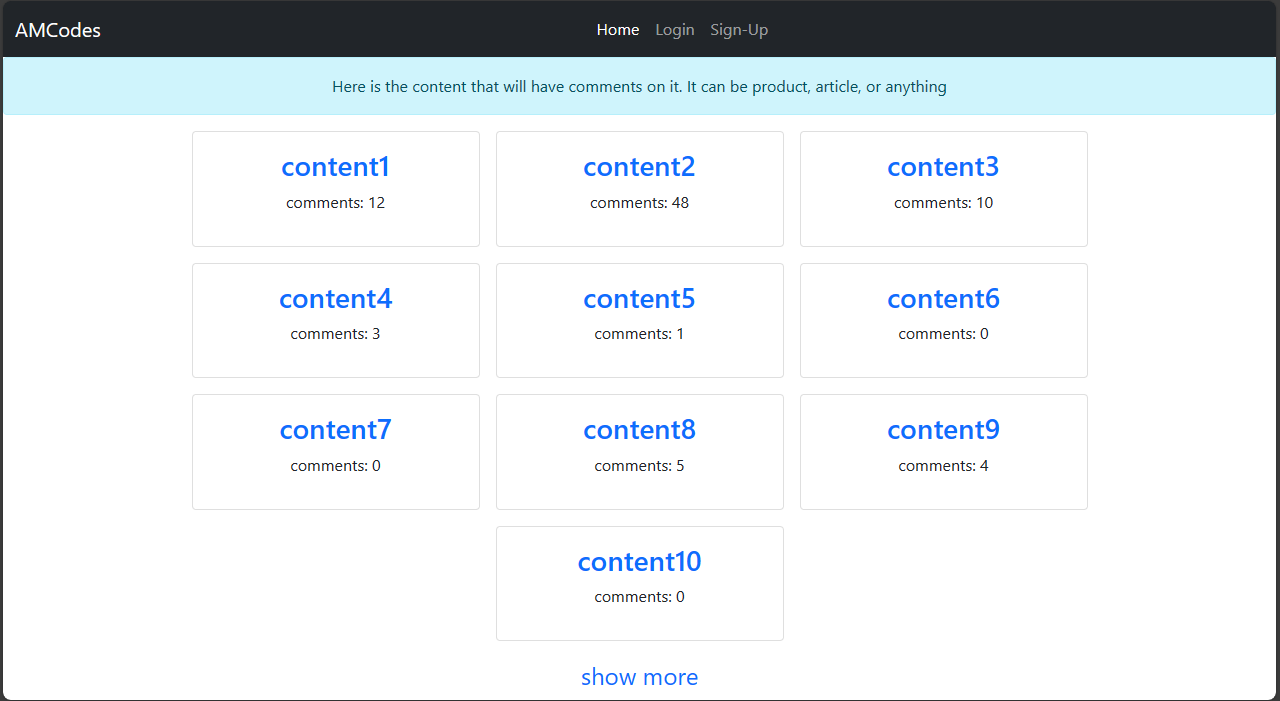 AMCodes Home Login Sign-Up
Here is the content that will have comments on it. It can be product, article, or anything
content1 content2 content3
comments: 12 comments: 48 comments: 10
content4 content5 content6
comments: 3 comments: 1 comments: 0
content7 content8 content9
comments: 0 comments: 5 comments: 4
content10
comments: 0
show more